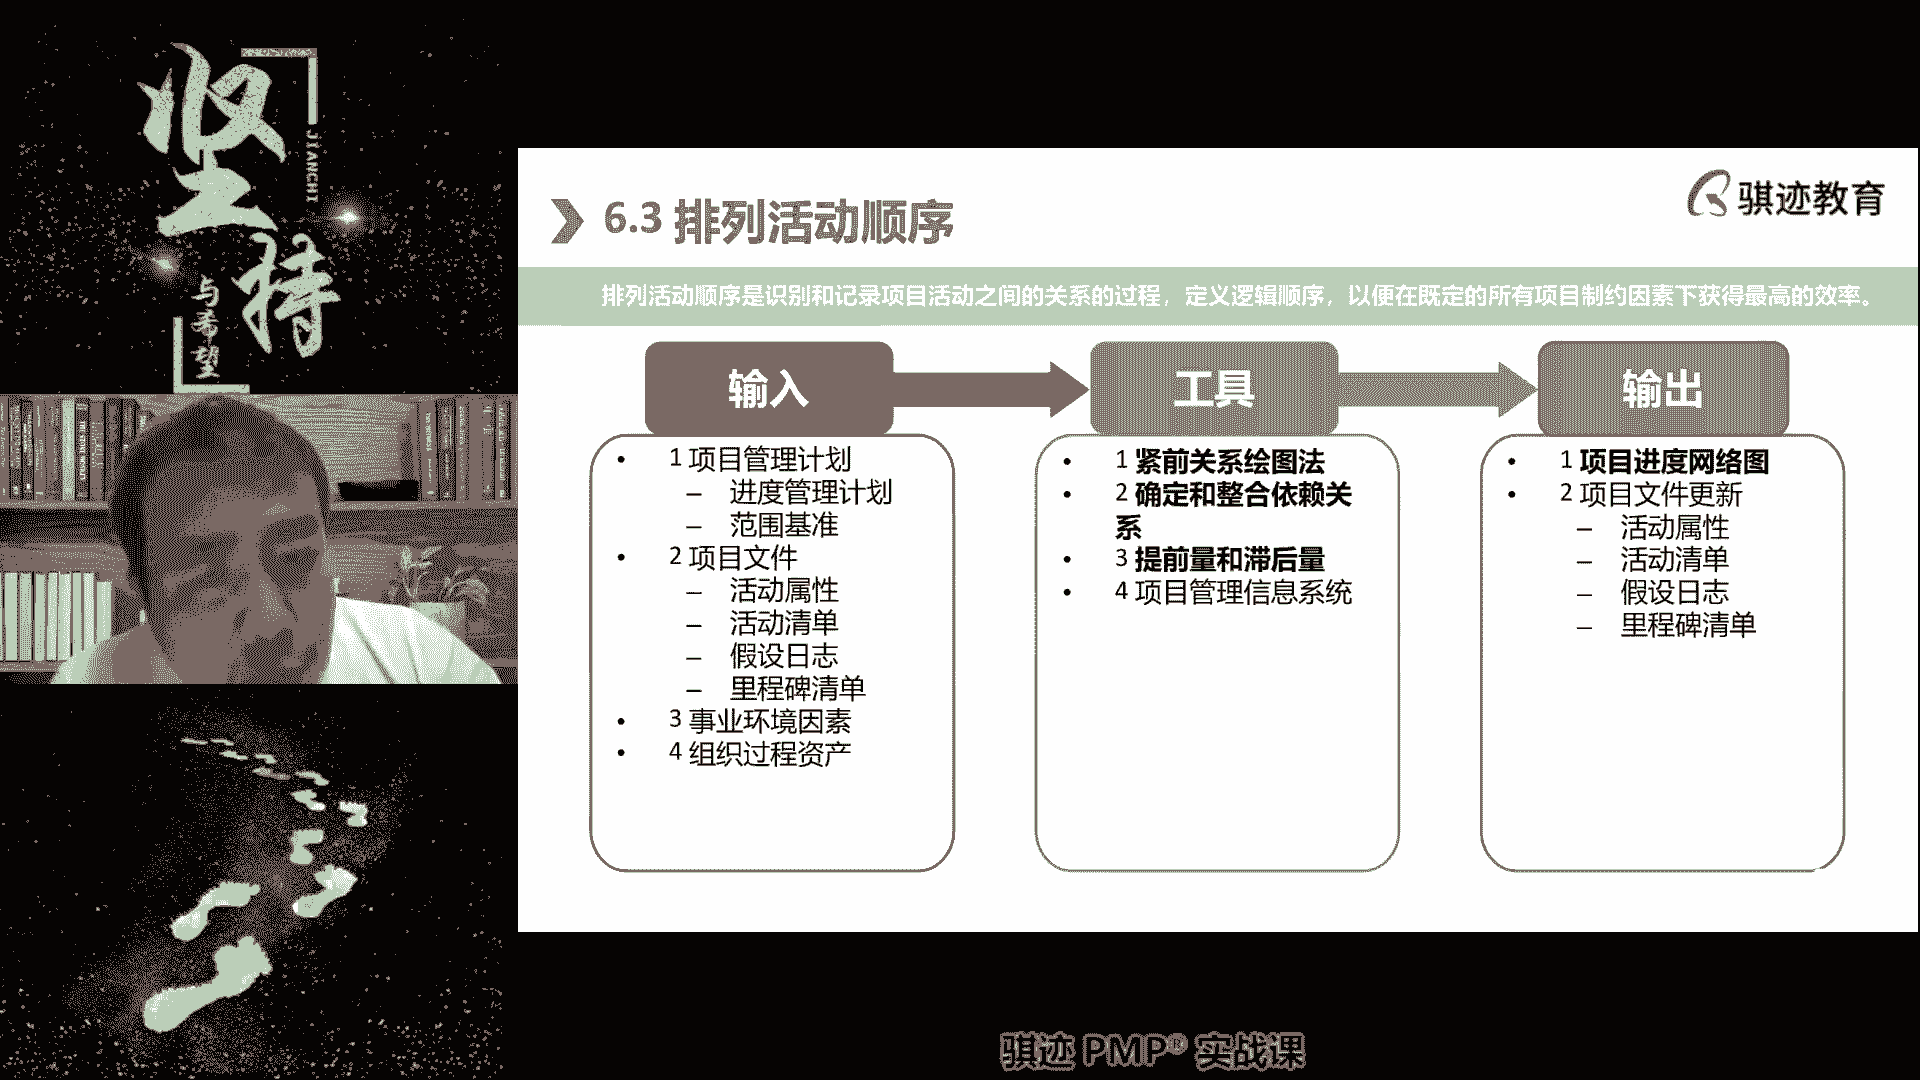 坚持
JIANCHI
与希望
骐迹教育
6.3 排列活动顺序
排列活动顺序是识别和记录项目活动之间的关系的过程，定义逻辑顺序，以便在既定的所有项目制约因素下获得最高的效率。
输入
• 1 项目管理计划
– 进度管理计划
– 范围基准
• 2 项目文件
– 活动属性
– 活动清单
– 假设日志
– 里程碑清单
• 3 事业环境因素
• 4 组织过程资产
工具
• 1 紧前关系绘图法
• 2 确定和整合依赖关
系
• 3 提前量和滞后量
• 4 项目管理信息系统
输出
• 1 项目进度网络图
• 2 项目文件更新
– 活动属性
– 活动清单
– 假设日志
– 里程碑清单
骐迹 PMP® 实战课